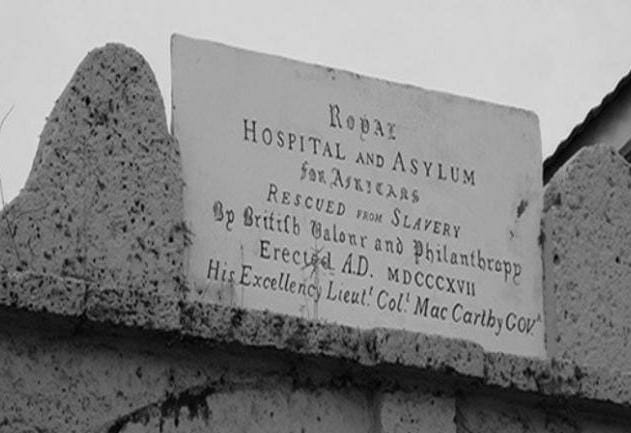 Royal
HOSPITAL AND ASYLUM
for AFRICANS
RESCUED FROM SLAVERY
By British Valour and Philanthropy
Erected A.D. MDCCCXVII
His Excellency Lieut.t Col.l Mac Carthy GOV.R